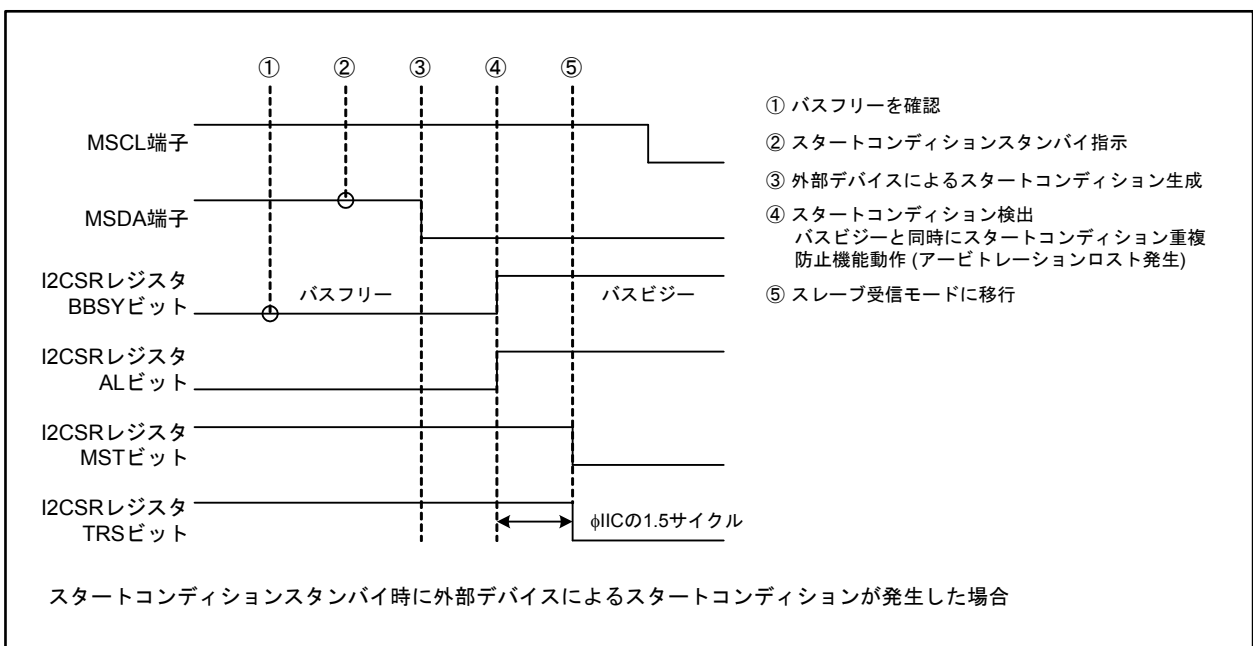 ① ② ③ ④ ⑤
MSCL端子
MSDA端子
I2CSRレジスタ
BBSYビット
バスフリー
バスビジー
I2CSRレジスタ
ALビット
I2CSRレジスタ
MSTビット
I2CSRレジスタ
TRSビット
φIICの1.5サイクル
① バスフリーを確認
② スタートコンディションスタンバイ指示
③ 外部デバイスによるスタートコンディション生成
④ スタートコンディション検出
バスビジーと同時にスタートコンディション重複
防止機能動作 (アービトレーションロスト発生)
⑤ スレーブ受信モードに移行
スタートコンディションスタンバイ時に外部デバイスによるスタートコンディションが発生した場合